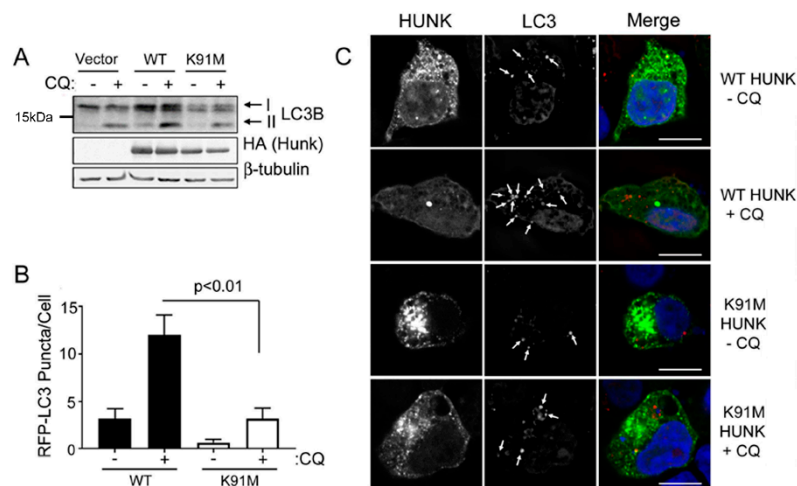 A
Vector WT K91M
CQ: - + - + - +
15kDa
I
II
LC3B
HA (Hunk)
β-tubulin
B
RFP-LC3 Puncta/Cell
15
10
5
0
p<0.01
- + - + :CQ
WT K91M
C
HUNK LC3 Merge
WT HUNK
- CQ
WT HUNK
+ CQ
K91M
HUNK
- CQ
K91M
HUNK
+ CQ